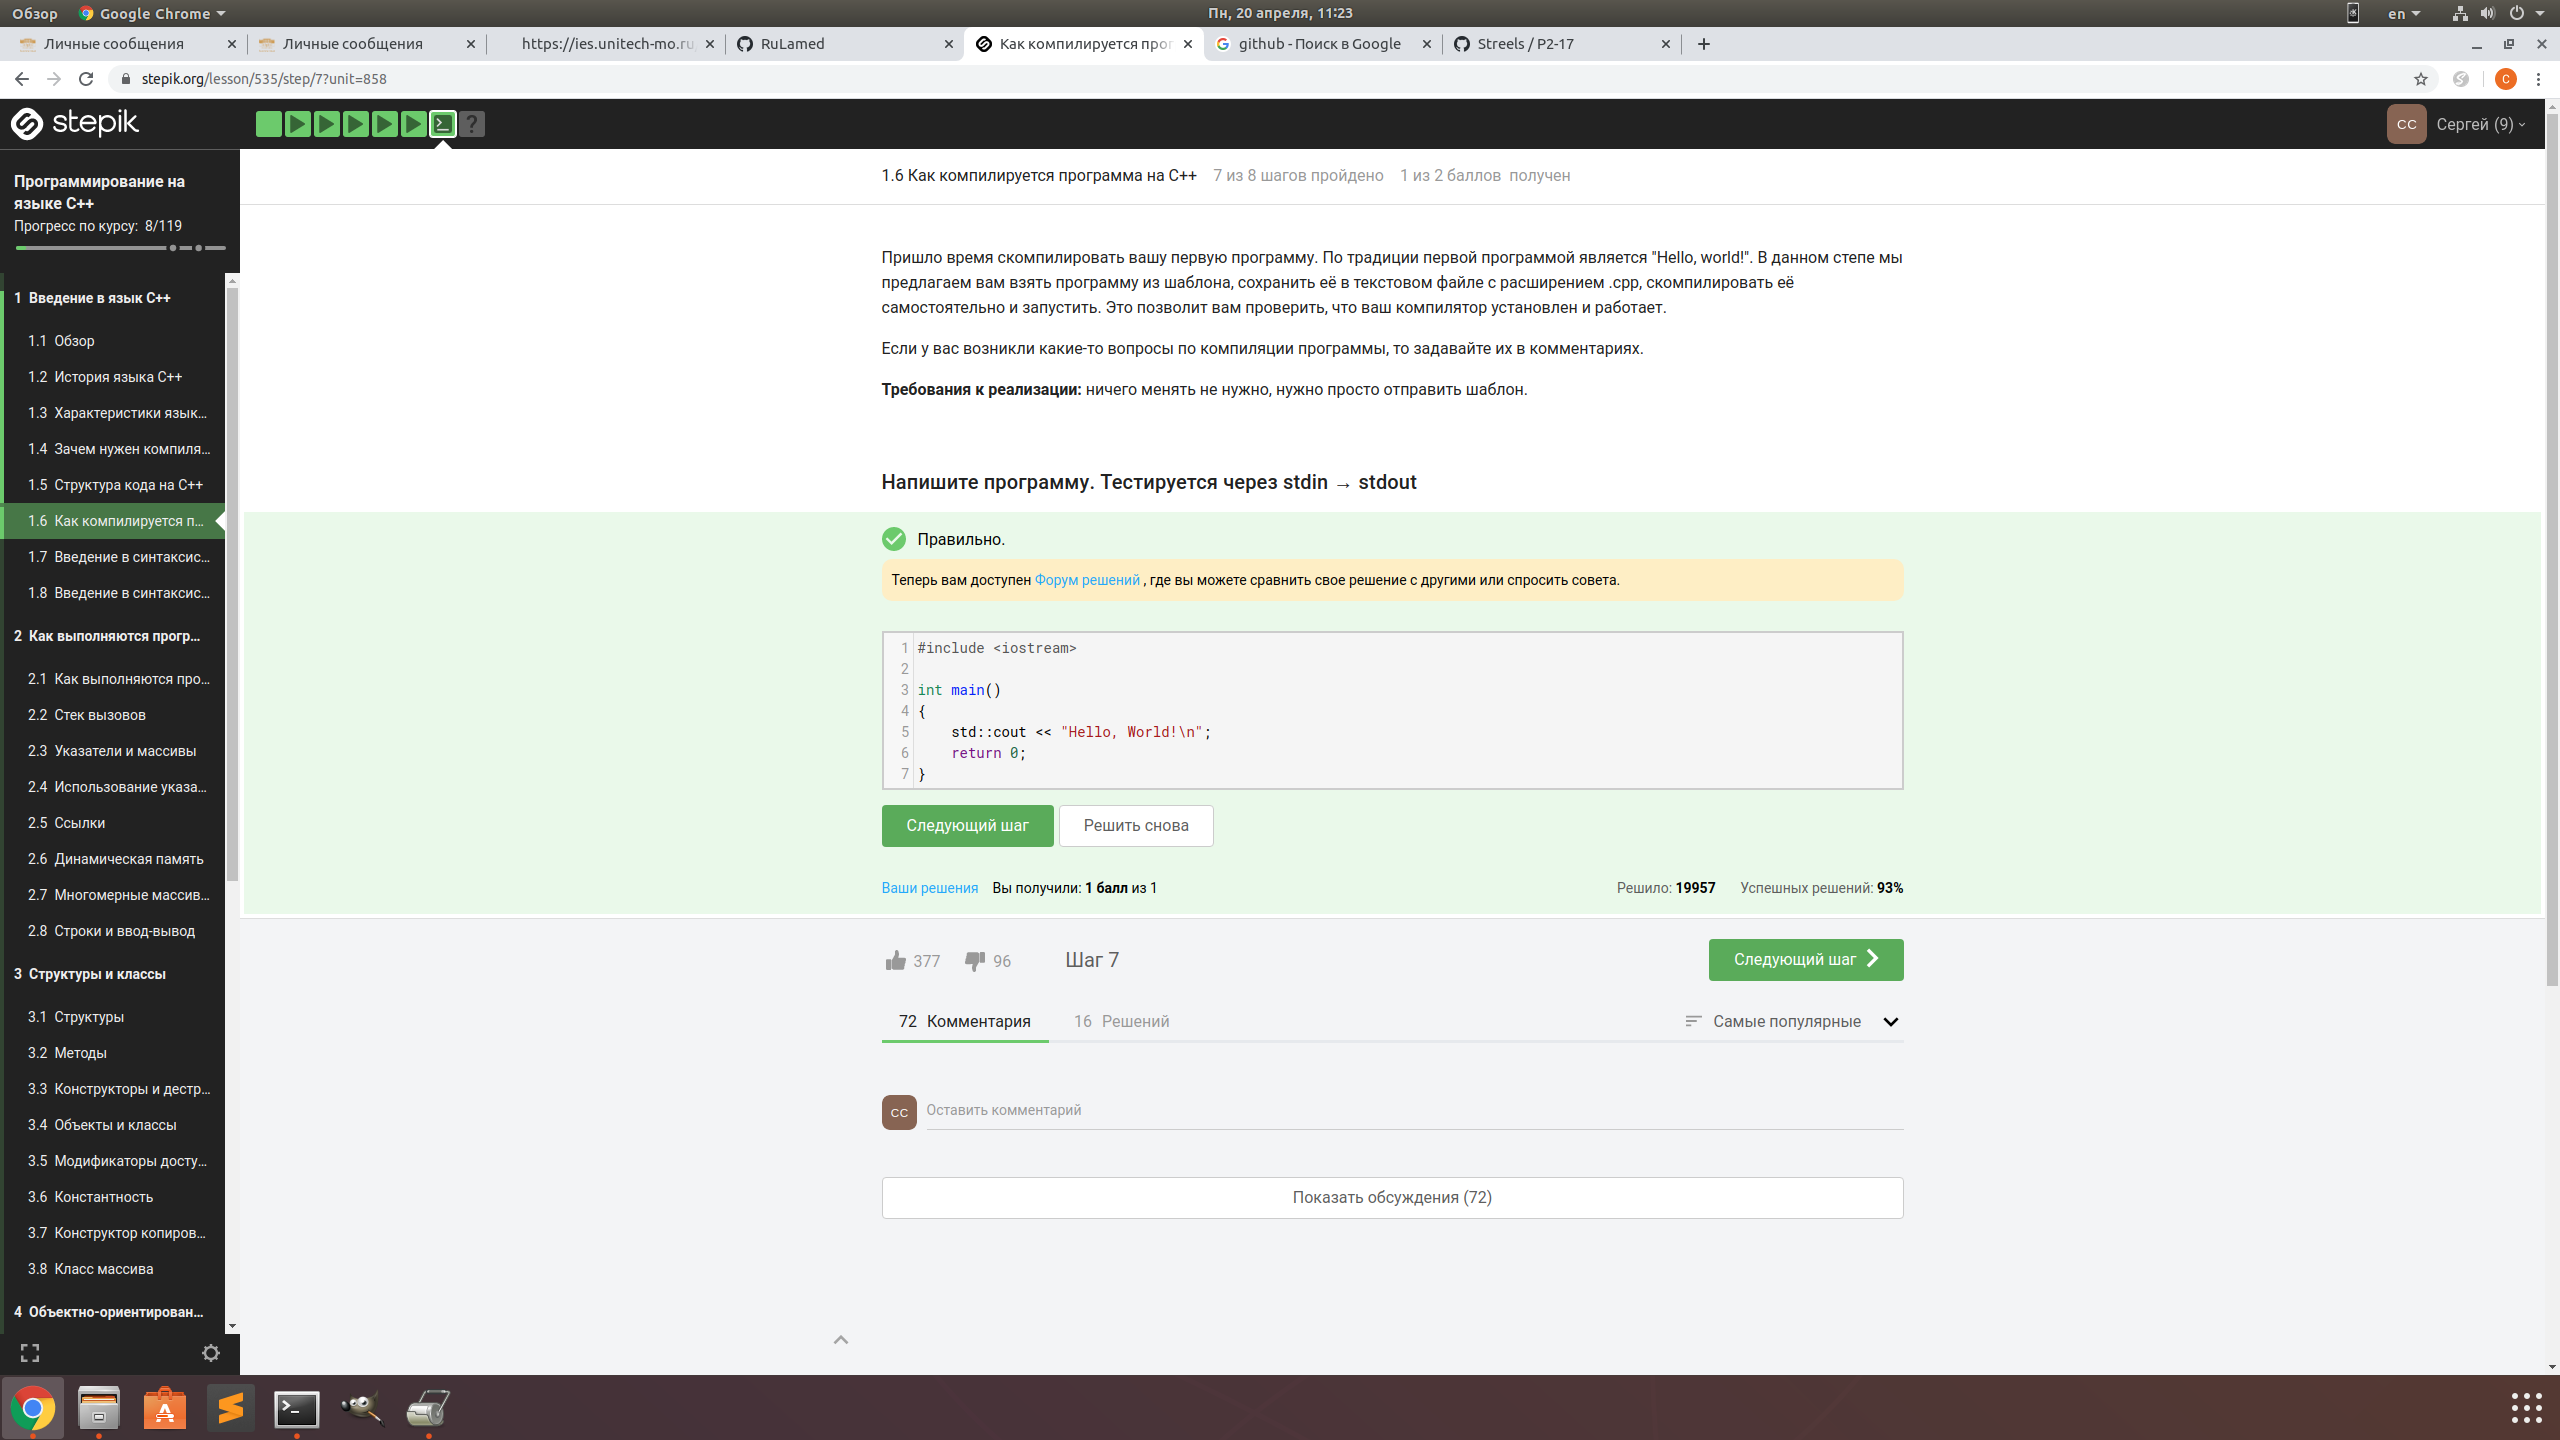 Обзор
Google Chrome
Пн, 20 апреля, 11:23
en
Личные сообщения
Личные сообщения
https://ies.unitech-mo.ru
RuLamed
Как компилируется прог
github - Поиск в Google
Streels / P2-17
stepik.org/lesson/535/step/7?unit=858
C
stepik
?
CC
Сергей (9)
Программирование на
языке C++
Прогресс по курсу: 8/119
1 Введение в язык C++
1.1 Обзор
1.2 История языка C++
1.3 Характеристики язык...
1.4 Зачем нужен компиля...
1.5 Структура кода на C++
1.6 Как компилируется п...
1.7 Введение в синтаксис...
1.8 Введение в синтаксис...
2 Как выполняются прогр...
2.1 Как выполняются про...
2.2 Стек вызовов
2.3 Указатели и массивы
2.4 Использование указа...
2.5 Ссылки
2.6 Динамическая память
2.7 Многомерные массив...
2.8 Строки и ввод-вывод
3 Структуры и классы
3.1 Структуры
3.2 Методы
3.3 Конструкторы и дестр...
3.4 Объекты и классы
3.5 Модификаторы досту...
3.6 Константность
3.7 Конструктор копиров...
3.8 Класс массива
4 Объектно-ориентирован...
1.6 Как компилируется программа на C++ 7 из 8 шагов пройдено 1 из 2 баллов получен
Пришло время скомпилировать вашу первую программу. По традиции первой программой является "Hello, world!". В данном степе мы
предлагаем вам взять программу из шаблона, сохранить её в текстовом файле с расширением .cpp, скомпилировать её
самостоятельно и запустить. Это позволит вам проверить, что ваш компилятор установлен и работает.
Если у вас возникли какие-то вопросы по компиляции программы, то задавайте их в комментариях.
Требования к реализации: ничего менять не нужно, нужно просто отправить шаблон.
Напишите программу. Тестируется через stdin → stdout
Правильно.
Теперь вам доступен Форум решений , где вы можете сравнить свое решение с другими или спросить совета.
1 #include <iostream>
2
3 int main()
4 {
5     std::cout << "Hello, World!\n";
6     return 0;
7 }
Следующий шаг
Решить снова
Ваши решения Вы получили: 1 балл из 1
Решило: 19957 Успешных решений: 93%
377 96 Шаг 7
Следующий шаг
72 Комментария 16 Решений
Самые популярные
CC
Оставить комментарий
Показать обсуждения (72)